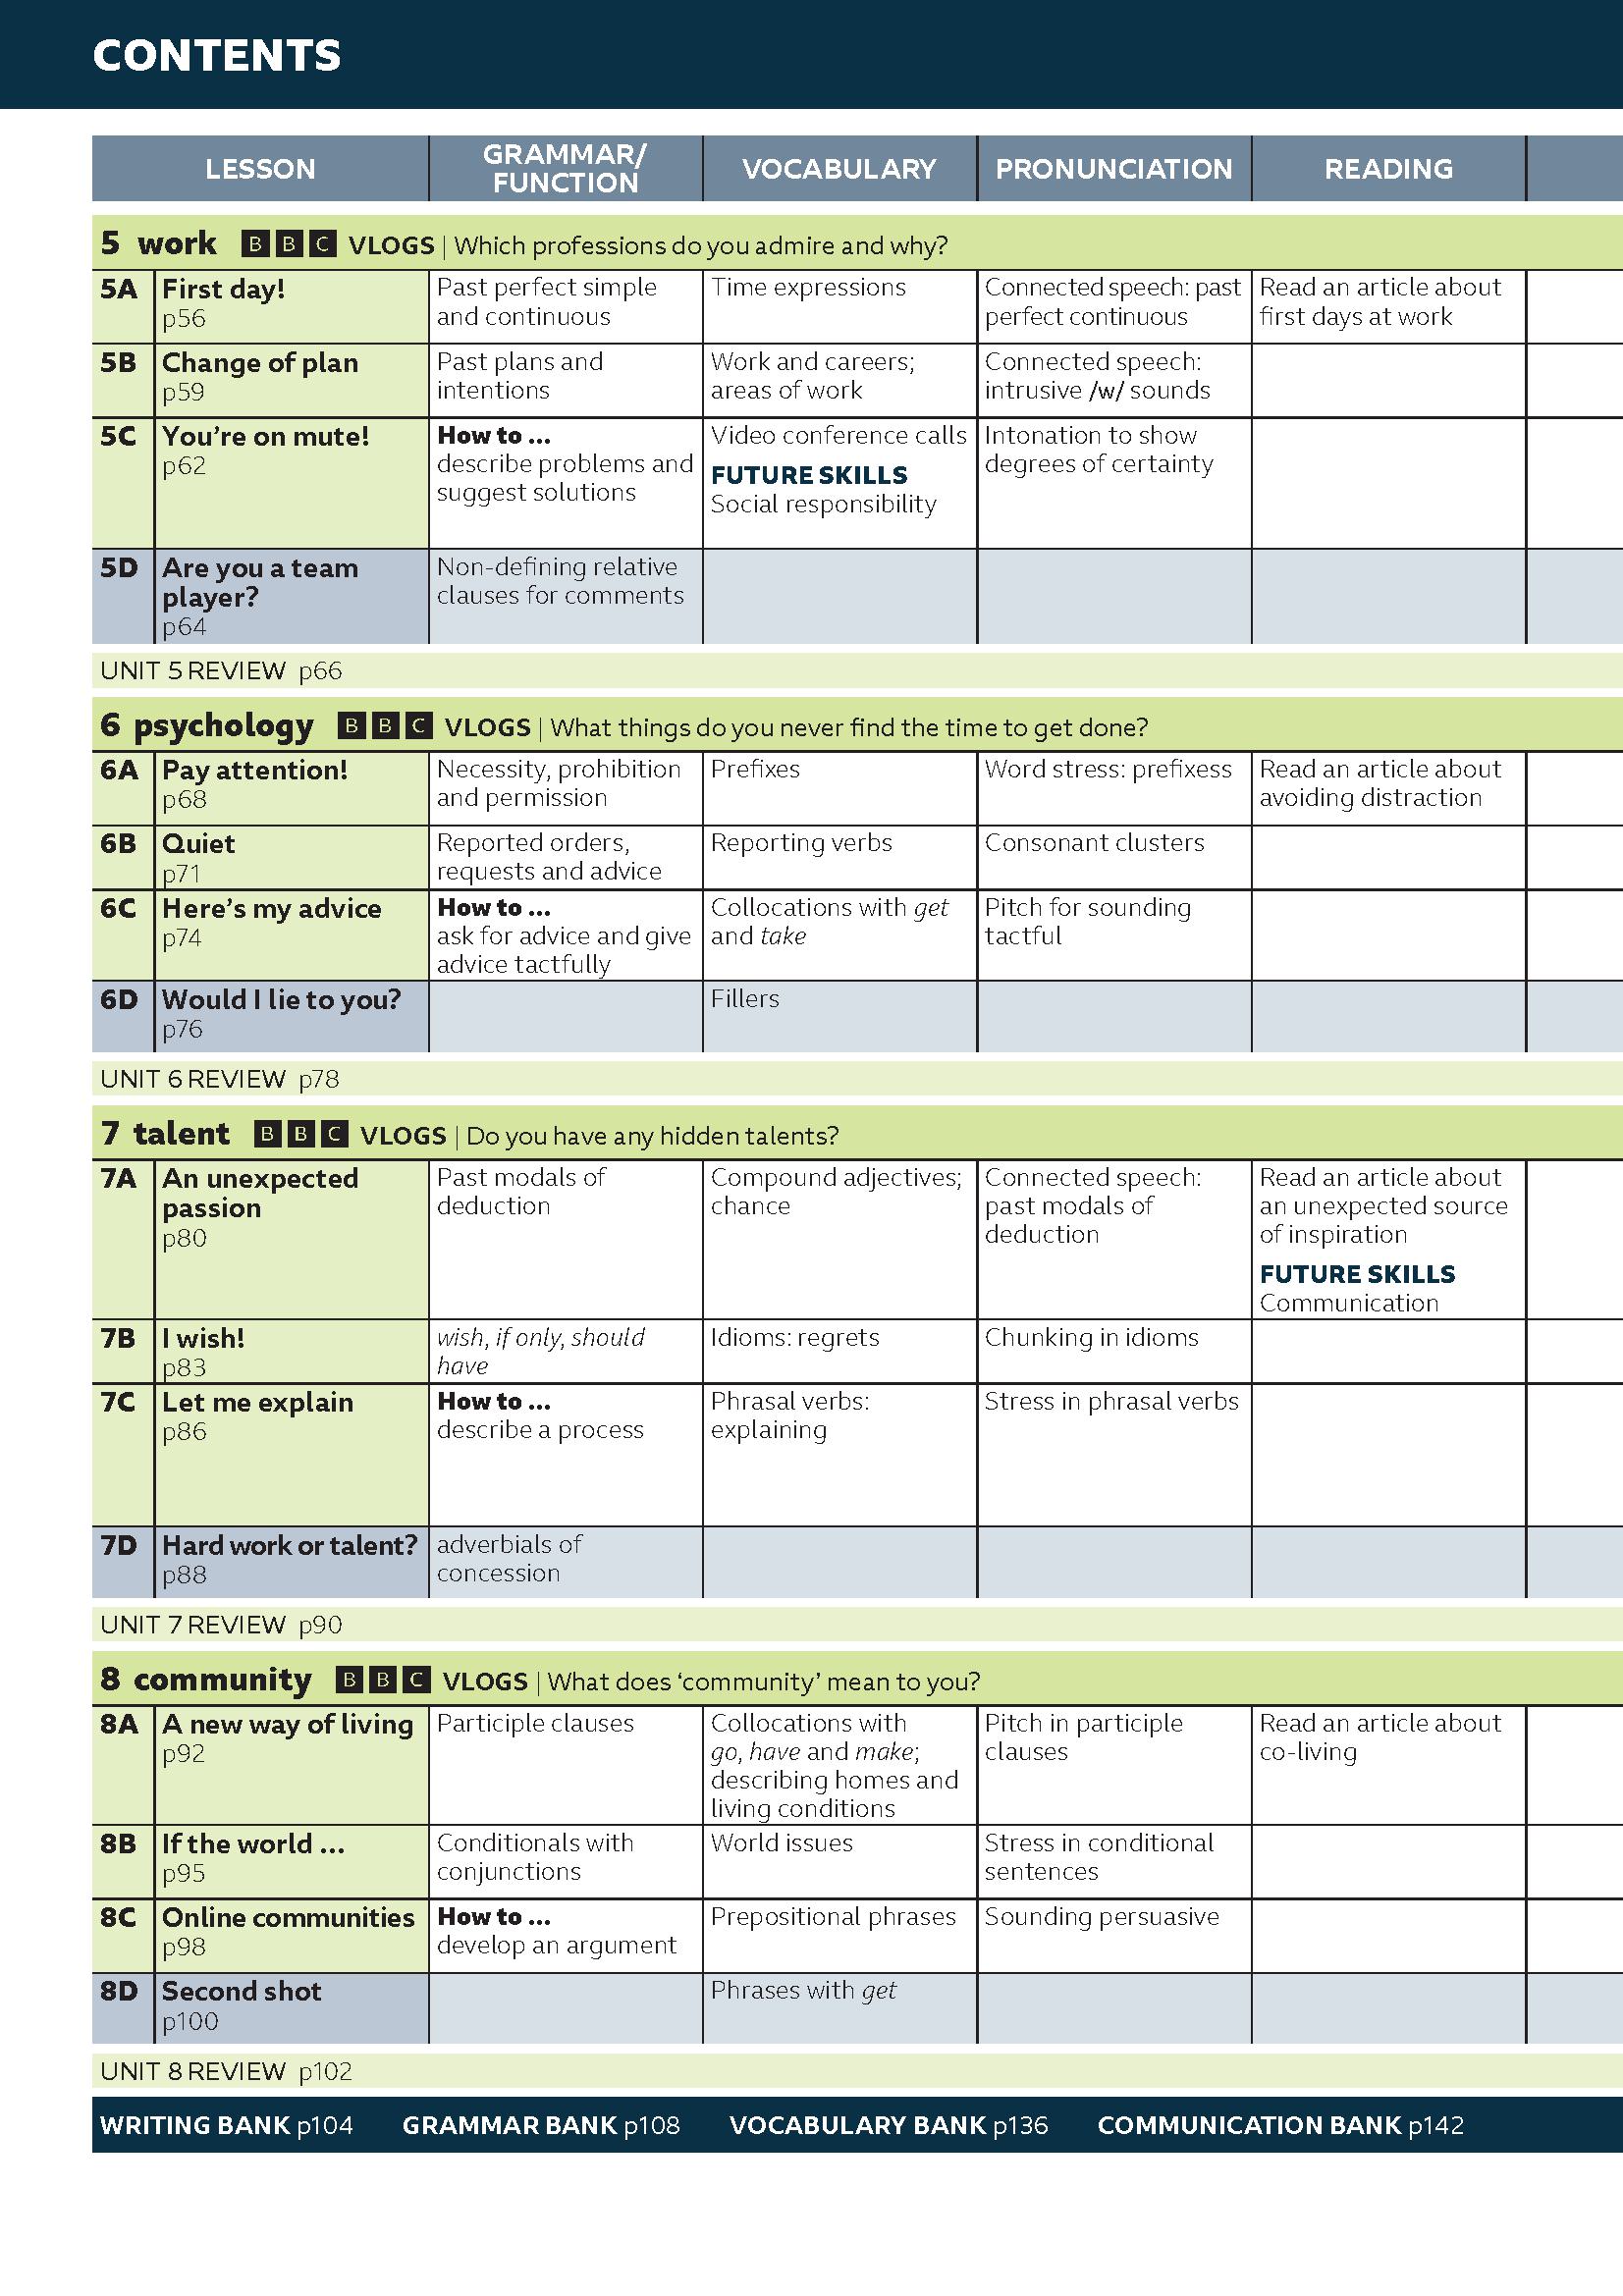 CONTENTS
LESSON
GRAMMAR/
FUNCTION
VOCABULARY
PRONUNCIATION
READING
5 work BBC VLOGS | Which professions do you admire and why?
5A
First day!
p56
Past perfect simple
and continuous
Time expressions
Connected speech: past
perfect continuous
Read an article about
first days at work
5B
Change of plan
p59
Past plans and
intentions
Work and careers;
areas of work
Connected speech:
intrusive /w/ sounds
5C
You're on mute!
p62
How to ...
describe problems and
suggest solutions
Video conference calls
FUTURE SKILLS
Social responsibility
Intonation to show
degrees of certainty
5D
Are you a team
player?
p64
Non-defining relative
clauses for comments
UNIT 5 REVIEW p66
6 psychology BBC VLOGS | What things do you never find the time to get done?
6A
Pay attention!
p68
Necessity, prohibition
and permission
Prefixes
Word stress: prefixess
Read an article about
avoiding distraction
6B
Quiet
p71
Reported orders,
requests and advice
Reporting verbs
Consonant clusters
6C
Here's my advice
p74
How to ...
ask for advice and give
advice tactfully
Collocations with get
and take
Pitch for sounding
tactful
6D
Would I lie to you?
p76
Fillers
UNIT 6 REVIEW p78
7 talent BBC VLOGS | Do you have any hidden talents?
7A
An unexpected
passion
p80
Past modals of
deduction
Compound adjectives;
chance
Connected speech:
past modals of
deduction
Read an article about
an unexpected source
of inspiration
FUTURE SKILLS
Communication
7B
I wish!
p83
wish, if only, should
have
Idioms: regrets
Chunking in idioms
7C
Let me explain
p86
How to ...
describe a process
Phrasal verbs:
explaining
Stress in phrasal verbs
7D
Hard work or talent?
p88
adverbials of
concession
UNIT 7 REVIEW p90
8 community BBC VLOGS | What does ‘community’ mean to you?
8A
A new way of living
p92
Participle clauses
Collocations with
go, have and make;
describing homes and
living conditions
Pitch in participle
clauses
Read an article about
co-living
8B
If the world ...
p95
Conditionals with
conjunctions
World issues
Stress in conditional
sentences
8C
Online communities
p98
How to ...
develop an argument
Prepositional phrases
Sounding persuasive
8D
Second shot
p100
Phrases with get
UNIT 8 REVIEW p102
WRITING BANK p104 GRAMMAR BANK p108 VOCABULARY BANK p136 COMMUNICATION BANK p142